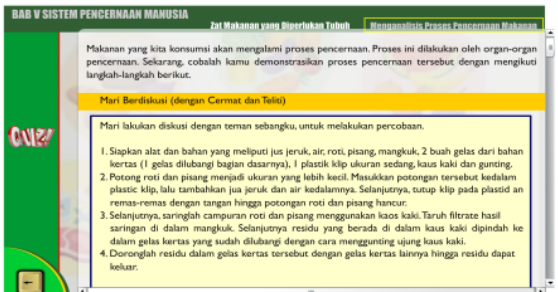 BAB V SISTEM PENCERNAAN MANUSIA
Zat Makanan yang Diperlukan Tubuh
Menganalisis Proses Pencernaan Makanan
Makanan yang kita konsumsi akan mengalami proses pencernaan. Proses ini dilakukan oleh organ-organ
pencernaan. Sekarang, cobalah kamu demonstrasikan proses pencernaan tersebut dengan mengikuti
langkah-langkah berikut.
Mari Berdiskusi (dengan Cermat dan Teliti)
QUIZ!
Mari lakukan diskusi dengan teman sebangku, untuk melakukan percobaan.
1. Siapkan alat dan bahan yang meliputi jus jeruk, air, roti, pisang, mangkuk, 2 buah gelas dari bahan
kertas (1 gelas dilubangi bagian dasarnya), 1 plastik klip ukuran sedang, kaus kaki dan gunting.
2. Potong roti dan pisang menjadi ukuran yang lebih kecil. Masukkan potongan tersebut kedalam
plastic klip, lalu tambahkan jua jeruk dan air kedalamnya. Selanjutnya, tutup klip pada plastid an
remas-remas dengan tangan hingga potongan roti dan pisang hancur.
3. Selanjutnya, saringlah campuran roti dan pisang menggunakan kaos kaki. Taruh filtrate hasil
saringan di dalam mangkuk. Selanjutnya residu yang berada di dalam kaus kaki dipindah ke
dalam gelas kertas yang sudah dilubangi dengan cara menggunting ujung kaus kaki.
4. Doronglah residu dalam gelas kertas tersebut dengan gelas kertas lainnya hingga residu dapat
keluar.